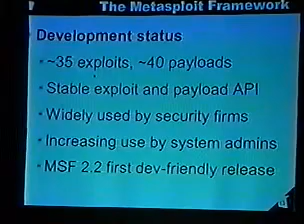 The Metasploit Framework
Development status
~35 exploits, ~40 payloads
Stable exploit and payload API
Widely used by security firms
Increasing use by system admins
MSF 2.2 first dev-friendly release